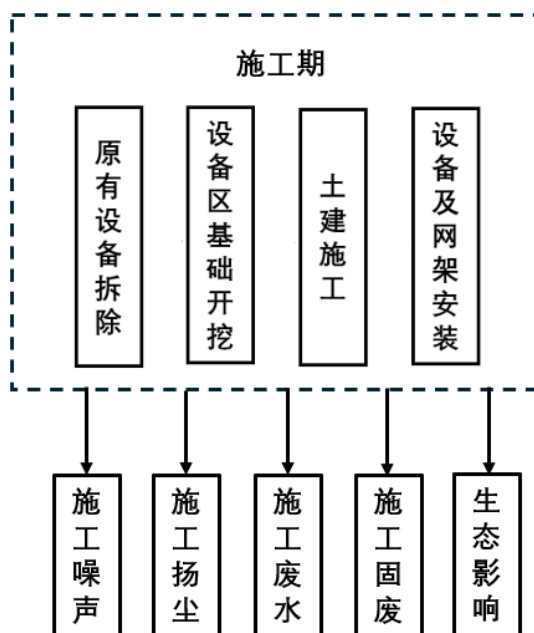 施工期
原有设备拆除
设备区基础开挖
土建施工
设备及网架安装
施工噪声
施工扬尘
施工废水
施工固废
生态影响